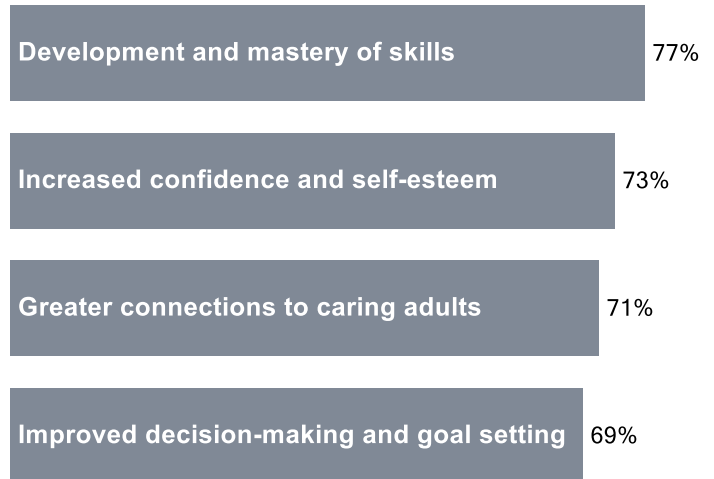 Development and mastery of skills 77%
Increased confidence and self-esteem 73%
Greater connections to caring adults 71%
Improved decision-making and goal setting 69%